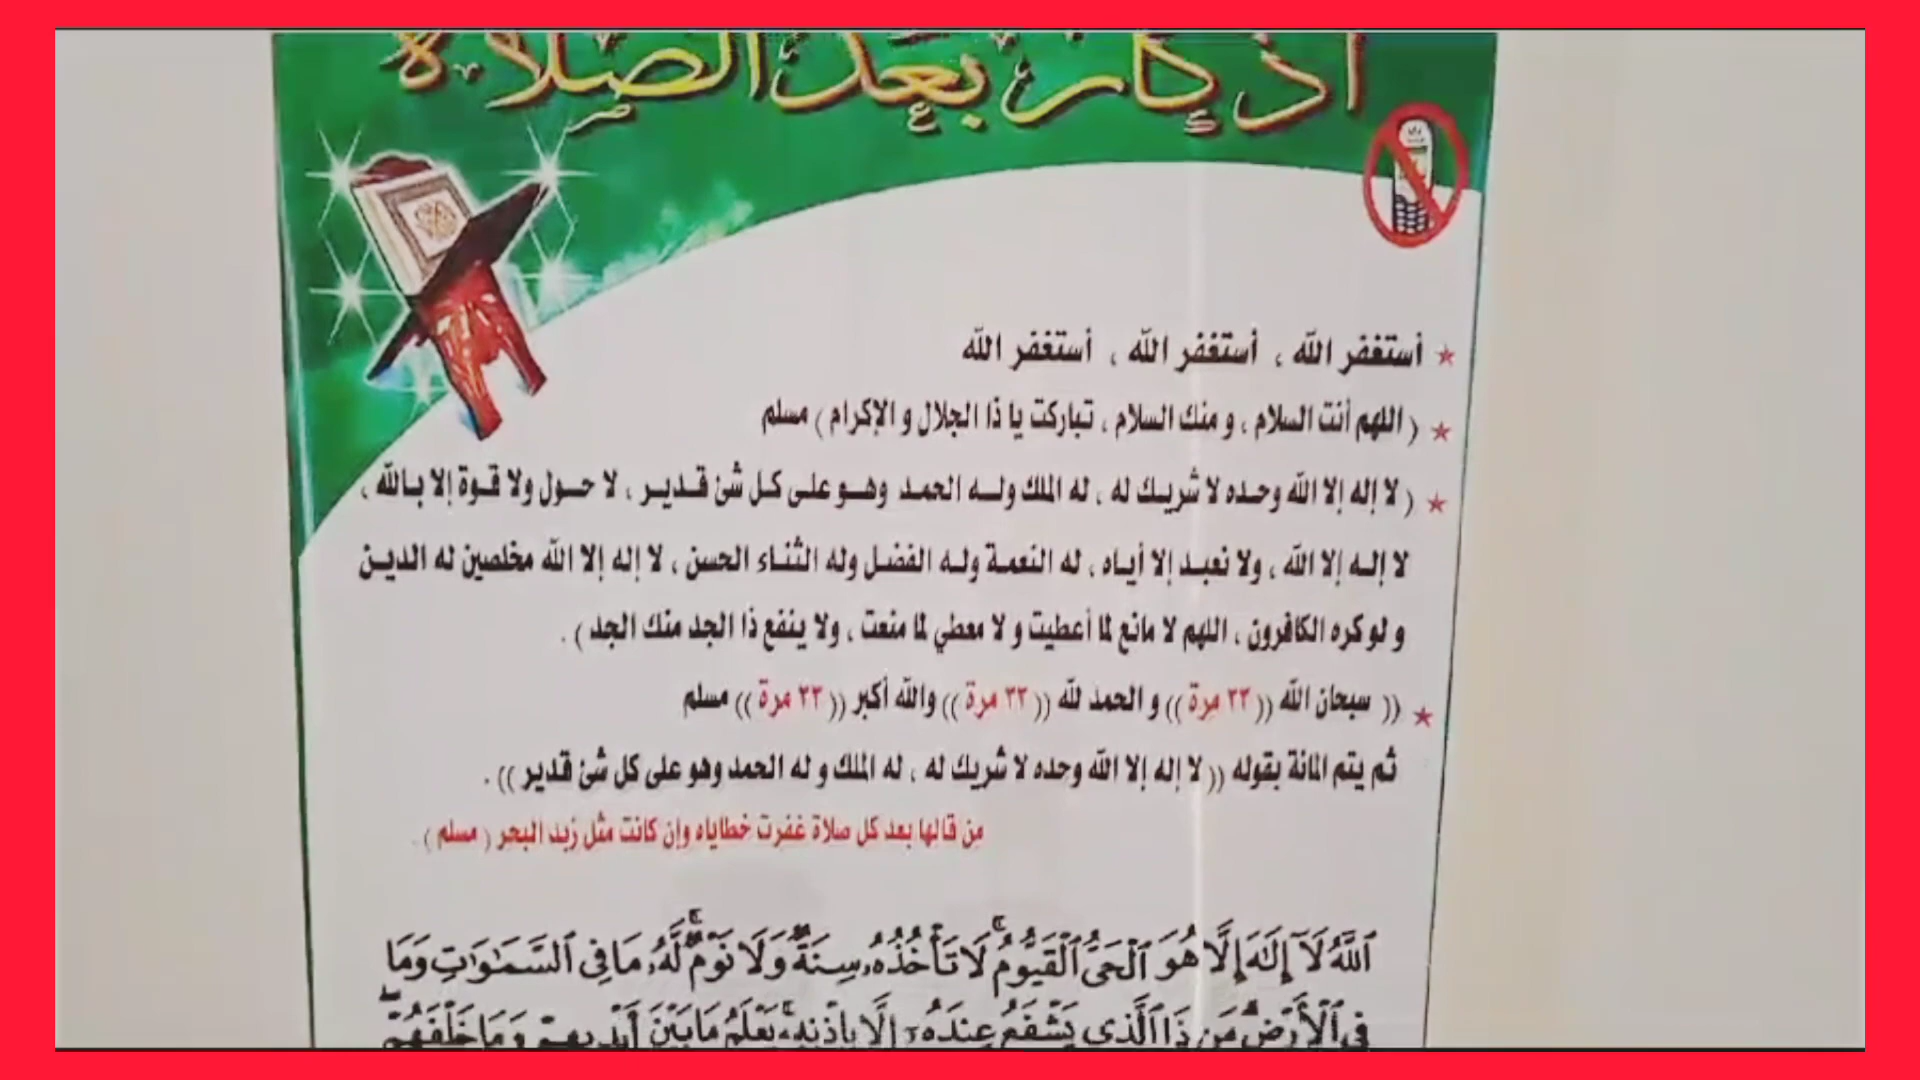 أذكار بعد الصلاة
★ أستغفر الله ، أستغفر الله ، أستغفر الله
★ ( اللهم أنت السلام ، و منك السلام ، تباركت يا ذا الجلال و الإكرام ) مسلم
★ ( لا إله إلا الله وحده لا شريك له ، له الملك وله الحمد وهو على كل شئ قدير ، لا حول ولا قوة إلا بالله ،
لا إله إلا الله ، ولا نعبد إلا أياه ، له النعمة وله الفضل وله الثناء الحسن ، لا إله إلا الله مخلصين له الدين
و لو كره الكافرون ، اللهم لا مانع لما أعطيت و لا معطي لما منعت ، ولا ينفع ذا الجد منك الجد ) .
★ (( سبحان الله (( ٣٣ مرة )) و الحمد لله (( ٣٣ مرة )) والله أكبر (( ٣٣ مرة )) مسلم
ثم يتم المائة بقوله (( لا إله إلا الله وحده لا شريك له ، له الملك و له الحمد وهو على كل شئ قدير )) .
من قالها بعد كل صلاة غفرت خطاياه وإن كانت مثل زبد البحر ( مسلم ) .
ٱللَّهُ لَآ إِلَٰهَ إِلَّا هُوَ ٱلْحَىُّ ٱلْقَيُّومُ ۚ لَا تَأْخُذُهُۥ سِنَةٌ وَلَا نَوْمٌ ۚ لَّهُۥ مَا فِى ٱلسَّمَٰوَٰتِ وَمَا
فِى ٱلْأَرْضِ ۗ مَن ذَا ٱلَّذِى يَشْفَعُ عِندَهُۥٓ إِلَّا بِإِذْنِهِۦ ۚ يَعْلَمُ مَا بَيْنَ أَيْدِيهِمْ وَمَا خَلْفَهُمْ ۖ